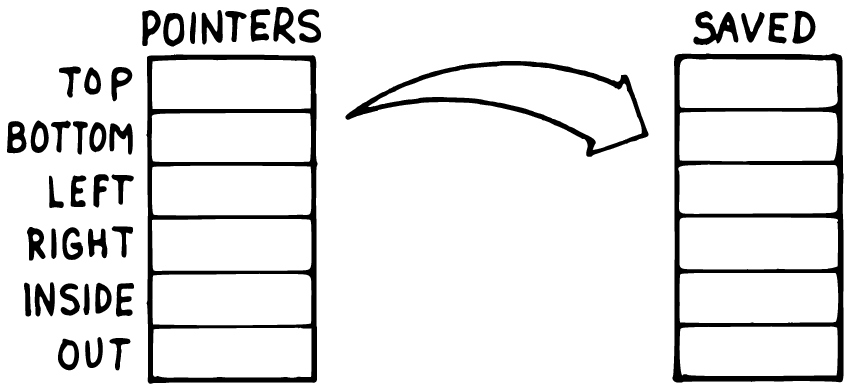 POINTERS
SAVED
TOP
BOTTOM
LEFT
RIGHT
INSIDE
OUT